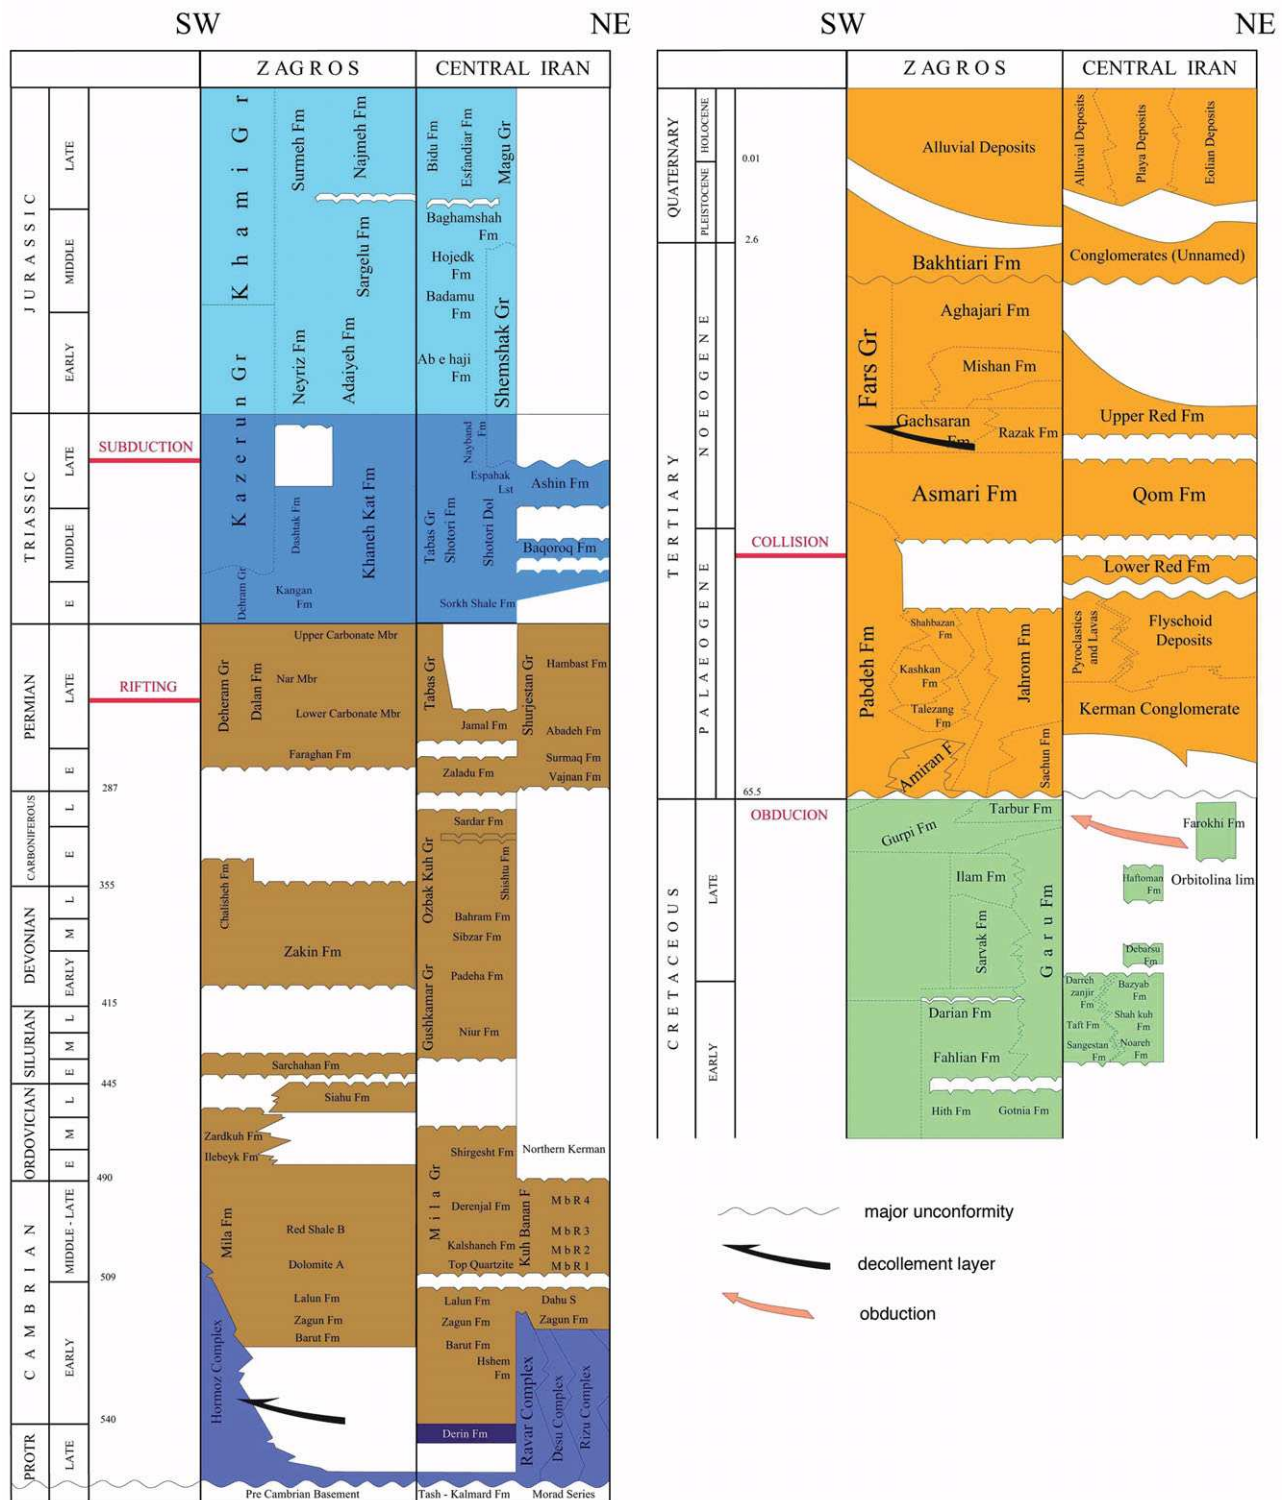 SW
NE
ZAGROS
CENTRAL IRAN
JURASSIC
LATE
MIDDLE
EARLY
Khami Gr
Surmeh Fm
Najmeh Fm
Bidu Fm
Esfandiar Fm
Magu Gr
Baghamshah
Fm
Sargelu Fm
Hojedk
Fm
Badamu
Fm
Shemshak Gr
Kazerun Gr
Neyriz Fm
Adaiyeh Fm
Ab e haji
Fm
TRIASSIC
LATE
MIDDLE
E
SUBDUCTION
Nayband
Fm
Espahak
Lst
Ashin Fm
Dashtak Fm
Khaneh Kat Fm
Tabas Gr
Shotori Fm
Shotori Dol
Baqoroq Fm
Dehram Gr
Kangan
Fm
Sorkh Shale Fm
PERMIAN
LATE
E
287
RIFTING
Upper Carbonate Mbr
Deheram Gr
Dalan Fm
Nar Mbr
Lower Carbonate Mbr
Faraghan Fm
Tabas Gr
Shurjestan Gr
Hambast Fm
Jamal Fm
Abadeh Fm
Surmaq Fm
Zaladu Fm
Vajnan Fm
CARBONIFEROUS
L
E
355
Sardar Fm
Ozbak Kuh Gr
Shishtu Fm
Chalisheh Fm
DEVONIAN
L
M
EARLY
415
Bahram Fm
Sibzar Fm
Zakin Fm
Padeha Fm
Gushkamar Gr
SILURIAN
L
M
E
445
Niur Fm
Sarchahan Fm
ORDOVICIAN
L
M
E
490
Siahu Fm
Zardkuh Fm
Ilebeyk Fm
Shirgesht Fm
Northern Kerman
CAMBRIAN
MIDDLE - LATE
509
EARLY
540
Mila Fm
Red Shale B
Dolomite A
Mila Gr
Derenjal Fm
Kalshaneh Fm
Top Quartzite
Kuh Banan F
M b R 4
M b R 3
M b R 2
M b R 1
Lalun Fm
Zagun Fm
Barut Fm
Lalun Fm
Zagun Fm
Barut Fm
Hshem
Fm
Dahu S
Zagun Fm
Hormoz Complex
Ravar Complex
Desu Complex
Rizu Complex
PROTR
LATE
Derin Fm
Pre Cambrian Basement
Tash - Kalmard Fm
Morad Series
SW
NE
ZAGROS
CENTRAL IRAN
QUATERNARY
HOLOCENE
0.01
PLEISTOCENE
2.6
Alluvial Deposits
Alluvial Deposits
Playa Deposits
Eolian Deposits
Bakhtiari Fm
Conglomerates (Unnamed)
TERTIARY
NOEOGENE
Fars Gr
Aghajari Fm
Mishan Fm
Gachsaran
Fm
Razak Fm
Upper Red Fm
Asmari Fm
Qom Fm
COLLISION
Lower Red Fm
PALAEOGENE
65.5
Pabdeh Fm
Shahbazan
Fm
Kashkan
Fm
Talezang
Fm
Jahrom Fm
Amiran F
Sachun Fm
Pyroclastics
and Lavas
Flyschoid
Deposits
Kerman Conglomerate
CRETACEOUS
LATE
EARLY
OBDUCION
Tarbur Fm
Gurpi Fm
Farokhi Fm
Ilam Fm
Haftoman
Fm
Orbitolina lim
Sarvak Fm
Garu Fm
Debarsu
Fm
Darreh
zanjir
Fm
Bazyab
Fm
Darian Fm
Taft Fm
Shah kuh
Fm
Fahlian Fm
Sangestan
Fm
Noareh
Fm
Hith Fm
Gotnia Fm
major unconformity
decollement layer
obduction